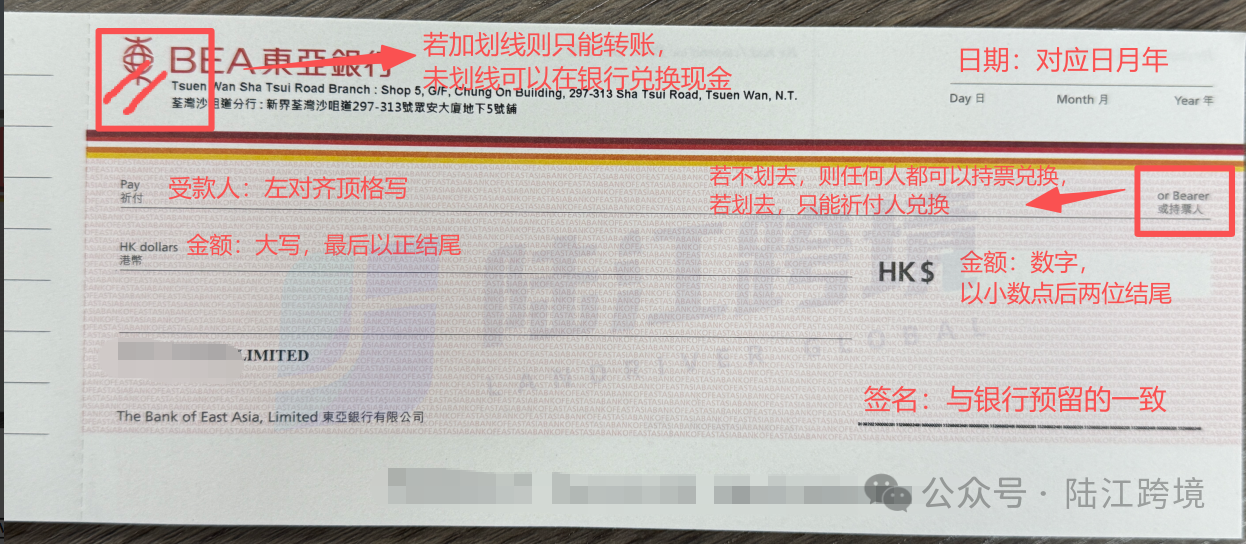 BEA東亞銀行
若加划线则只能转账，
未划线可以在银行兑换现金
Tsuen Wan Sha Tsui Road Branch : Shop 5, G/F, Chung On Building, 297-313 Sha Tsui Road, Tsuen Wan, N.T.
荃灣沙咀道分行 : 新界荃灣沙咀道297-313號眾安大廈地下5號舖
日期：对应日月年
Day 日 Month 月 Year 年
Pay
祈付
受款人：左对齐顶格写
若不划去，则任何人都可以持票兑换，
若划去，只能祈付人兑换
or Bearer
或持票人
HK dollars
港幣
金额：大写，最后以正结尾
HK $
金额：数字，
以小数点后两位结尾
陆江跨境
LANDRIVER GLOBAL
LIMITED
The Bank of East Asia, Limited 東亞銀行有限公司
签名：与银行预留的一致
公众号 · 陆江跨境